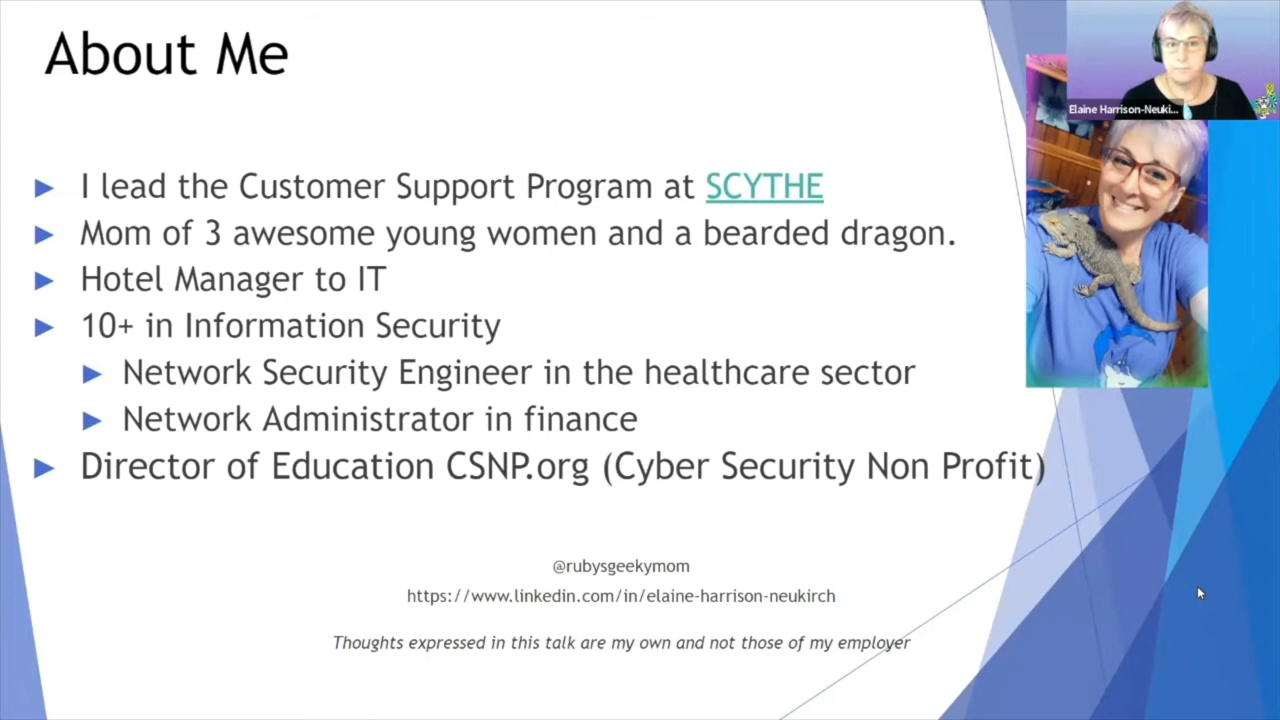 About Me
Elaine Harrison-Neuki...
I lead the Customer Support Program at SCYTHE
Mom of 3 awesome young women and a bearded dragon.
Hotel Manager to IT
10+ in Information Security
Network Security Engineer in the healthcare sector
Network Administrator in finance
Director of Education CSNP.org (Cyber Security Non Profit)
@rubysgeekymom
https://www.linkedin.com/in/elaine-harrison-neukirch
Thoughts expressed in this talk are my own and not those of my employer